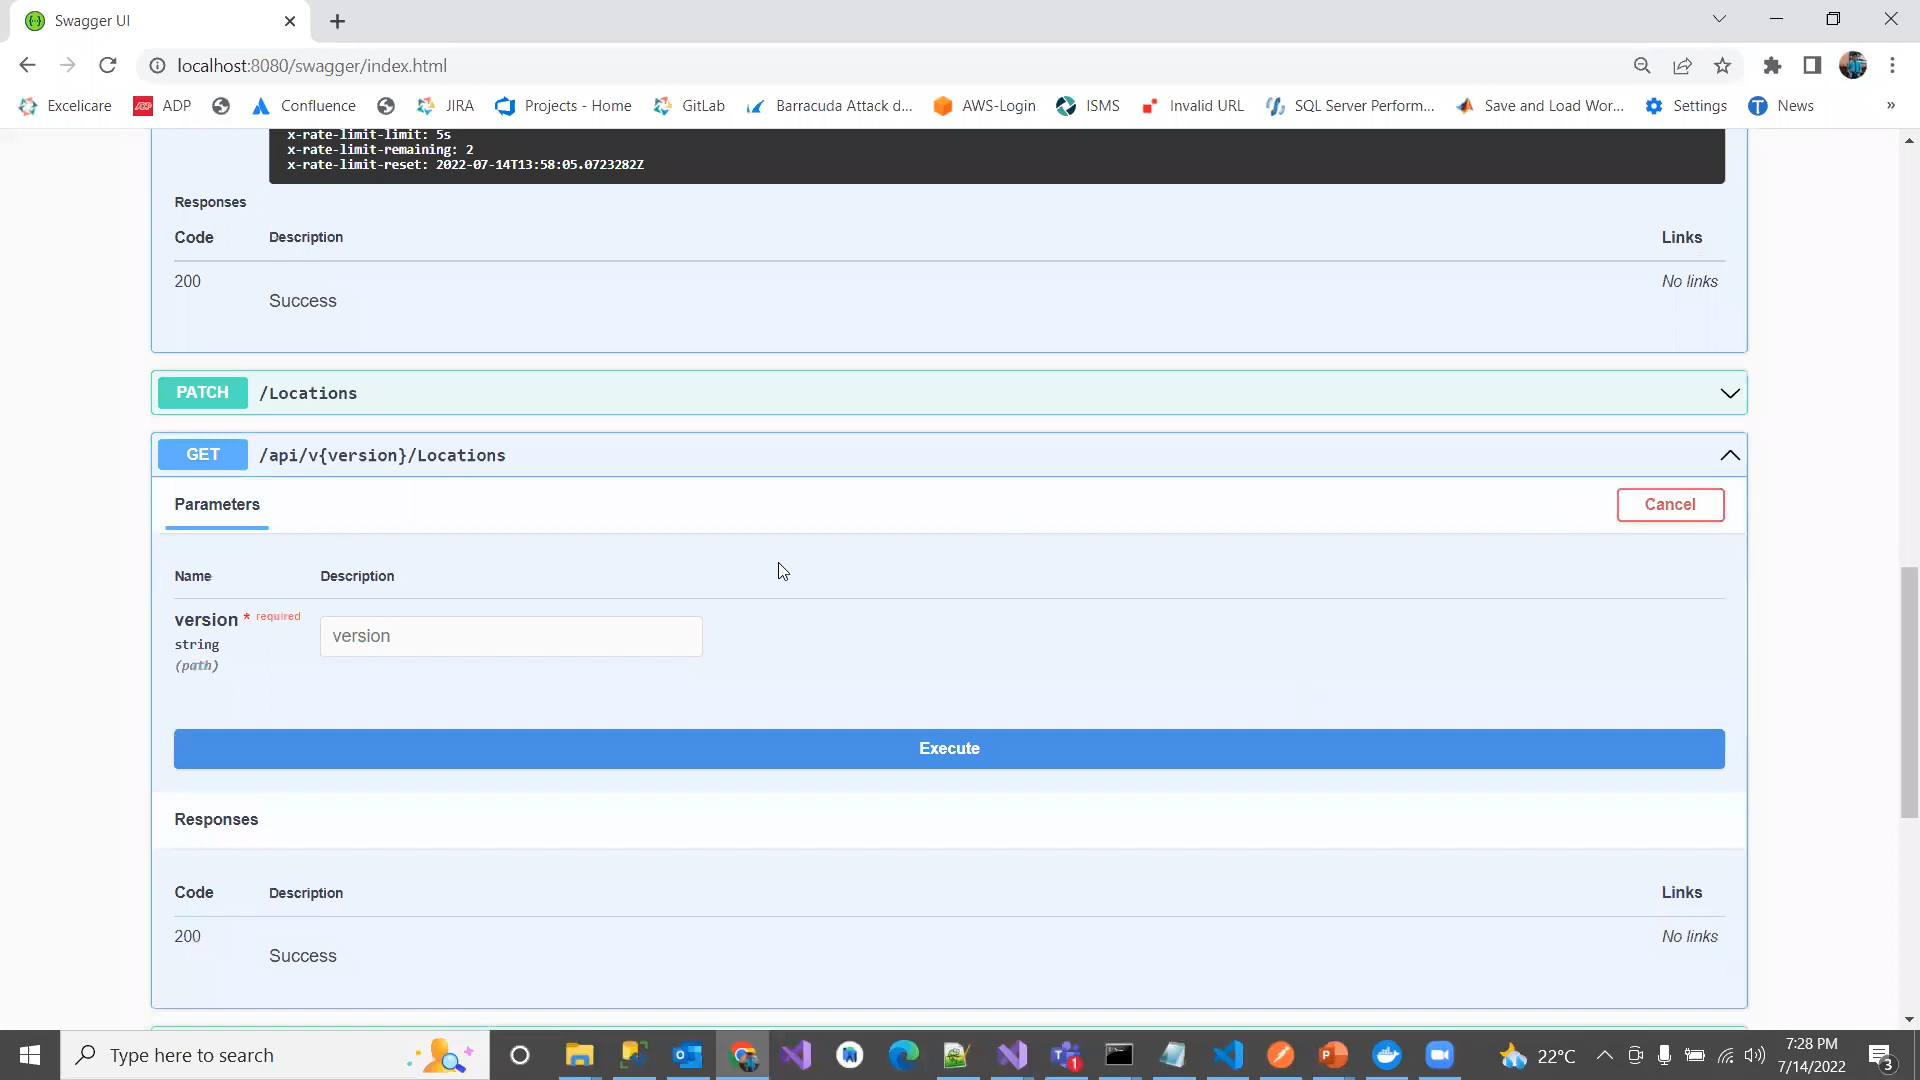 Swagger UI
localhost:8080/swagger/index.html
Excelicare ADP Confluence JIRA Projects - Home GitLab Barracuda Attack d... AWS-Login ISMS Invalid URL SQL Server Perform... Save and Load Wor... Settings News »
x-rate-limit-limit: 5s
x-rate-limit-remaining: 2
x-rate-limit-reset: 2022-07-14T13:58:05.0723282Z
Responses
Code Description Links
200 No links
Success
PATCH /Locations
GET /api/v{version}/Locations
Parameters Cancel
Name Description
version * required
string
(path)
version
Execute
Responses
Code Description Links
200 No links
Success
Type here to search
22°C
7:28 PM
7/14/2022
1
3